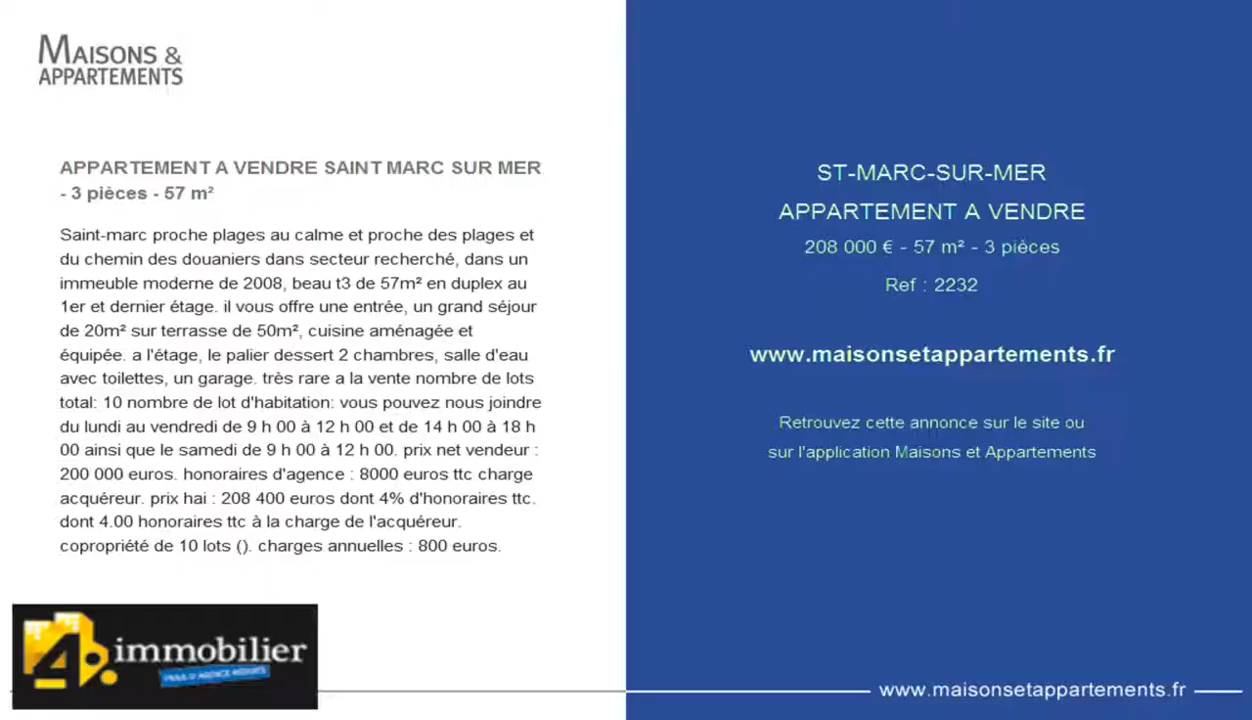 MAISONS &
APPARTEMENTS
APPARTEMENT A VENDRE SAINT MARC SUR MER
- 3 pièces - 57 m²
Saint-marc proche plages au calme et proche des plages et
du chemin des douaniers dans secteur recherché, dans un
immeuble moderne de 2008, beau t3 de 57m² en duplex au
1er et dernier étage. il vous offre une entrée, un grand séjour
de 20m² sur terrasse de 50m², cuisine aménagée et
équipée. a l'étage, le palier dessert 2 chambres, salle d'eau
avec toilettes, un garage. très rare a la vente nombre de lots
total: 10 nombre de lot d'habitation: vous pouvez nous joindre
du lundi au vendredi de 9 h 00 à 12 h 00 et de 14 h 00 à 18 h
00 ainsi que le samedi de 9 h 00 à 12 h 00. prix net vendeur :
200 000 euros. honoraires d'agence : 8000 euros ttc charge
acquéreur. prix hai : 208 400 euros dont 4% d'honoraires ttc.
dont 4.00 honoraires ttc à la charge de l'acquéreur.
copropriété de 10 lots (). charges annuelles : 800 euros.
4%immobilier
FRAIS D'AGENCE RÉDUITS
ST-MARC-SUR-MER
APPARTEMENT A VENDRE
208 000 € - 57 m² - 3 pièces
Ref : 2232
www.maisonsetappartements.fr
Retrouvez cette annonce sur le site ou
sur l'application Maisons et Appartements
www.maisonsetappartements.fr